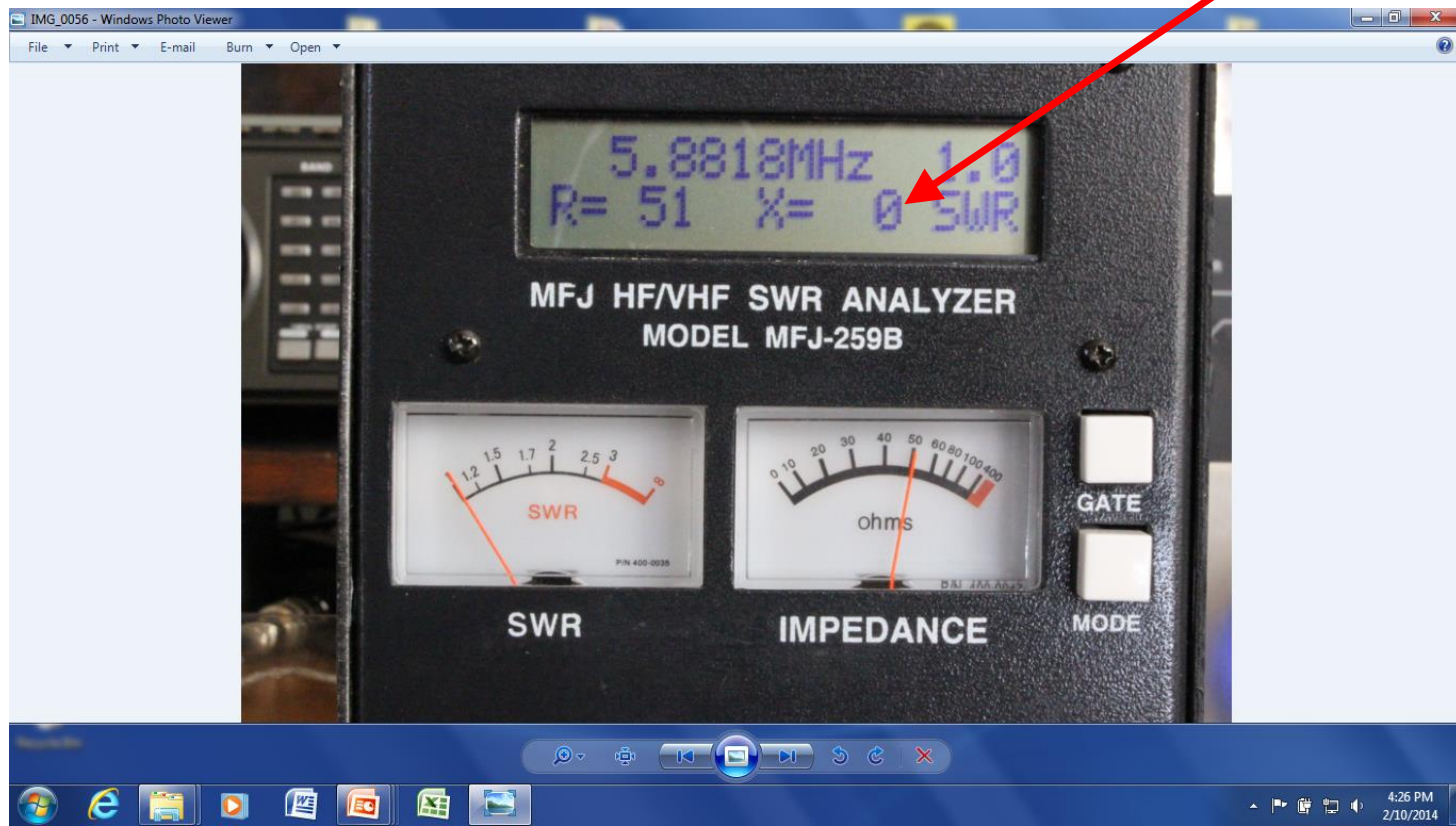 IMG_0056 - Windows Photo Viewer
File Print E-mail Burn Open
BAND
5.8818MHz 1.0
R= 51 X= 0 SWR
MFJ HF/VHF SWR ANALYZER
MODEL MFJ-259B
1.2 1.5 1.7 2 2.5 3 ∞
SWR
P/N 400-0035
SWR
0 10 20 30 40 50 60 80 100 400
ohms
IMPEDANCE
GATE
MODE
4:26 PM
2/10/2014